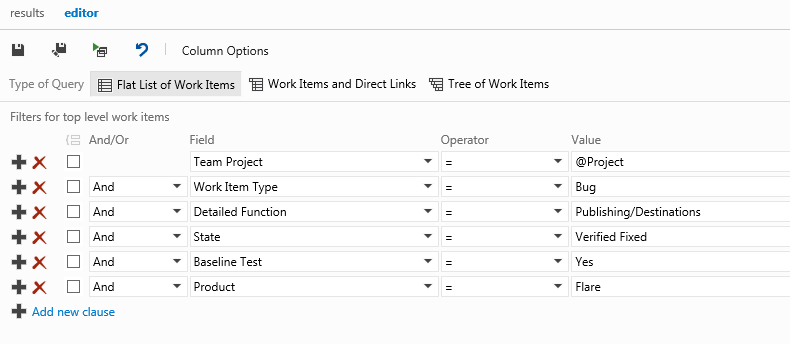 results editor
Column Options
Type of Query Flat List of Work Items Work Items and Direct Links Tree of Work Items
Filters for top level work items
And/Or Field Operator Value
Team Project = @Project
And Work Item Type = Bug
And Detailed Function = Publishing/Destinations
And State = Verified Fixed
And Baseline Test = Yes
And Product = Flare
Add new clause